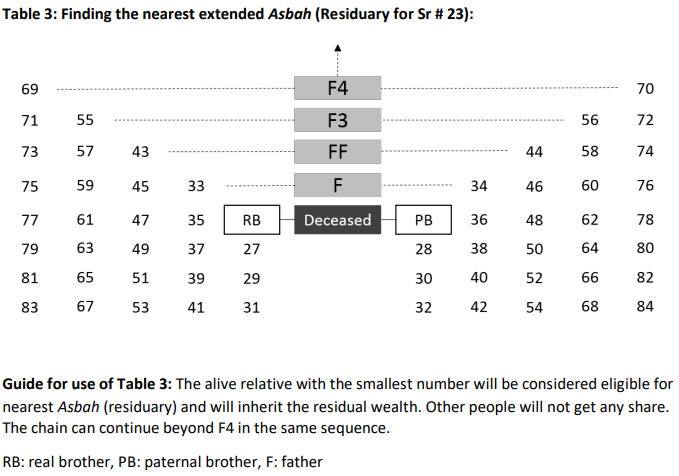 Table 3: Finding the nearest extended Asbah (Residuary for Sr # 23):
69 F4 70
71 55 F3 56 72
73 57 43 FF 44 58 74
75 59 45 33 F 34 46 60 76
77 61 47 35 RB Deceased PB 36 48 62 78
79 63 49 37 27 28 38 50 64 80
81 65 51 39 29 30 40 52 66 82
83 67 53 41 31 32 42 54 68 84
Guide for use of Table 3: The alive relative with the smallest number will be considered eligible for
nearest Asbah (residuary) and will inherit the residual wealth. Other people will not get any share.
The chain can continue beyond F4 in the same sequence.
RB: real brother, PB: paternal brother, F: father